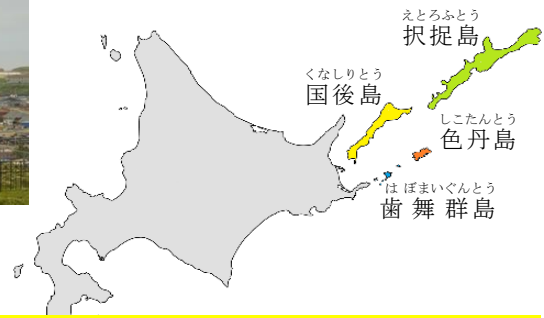 えとろふとう
択捉島
くなしりとう
国後島
しこたんとう
色丹島
はぼまいぐんとう
歯舞群島